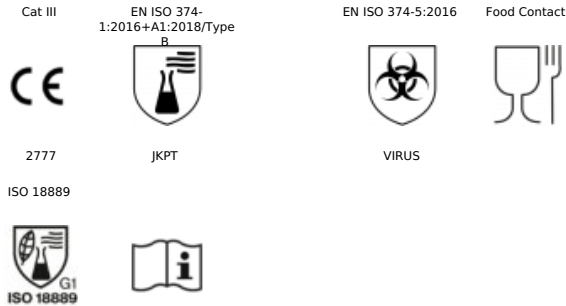 Cat III
EN ISO 374-
1:2016+A1:2018/Type
B
EN ISO 374-5:2016
Food Contact
CE
2777
JKPT
VIRUS
ISO 18889
i
G1
ISO 18889